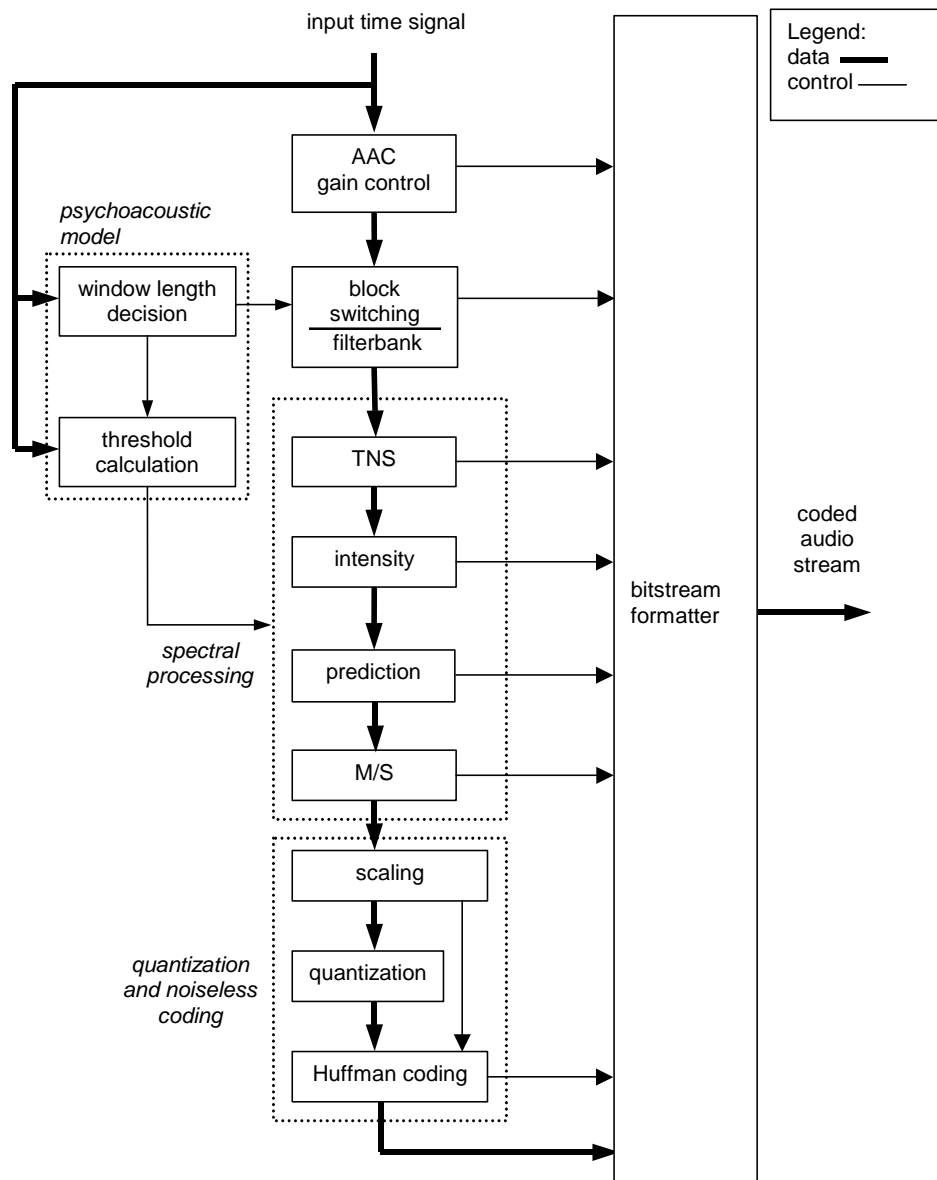 input time signal
Legend:
data
control
AAC
gain control
psychoacoustic
model
window length
decision
block
switching
filterbank
threshold
calculation
TNS
intensity
spectral
processing
prediction
M/S
bitstream
formatter
coded
audio
stream
scaling
quantization
and noiseless
coding
quantization
Huffman coding